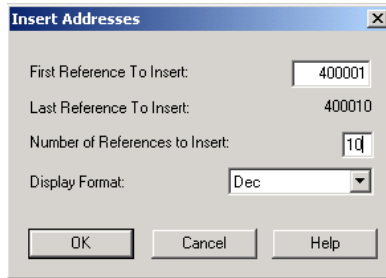 Insert Addresses
First Reference To Insert: 400001
Last Reference To Insert: 400010
Number of References to Insert: 10
Display Format: Dec
OK Cancel Help